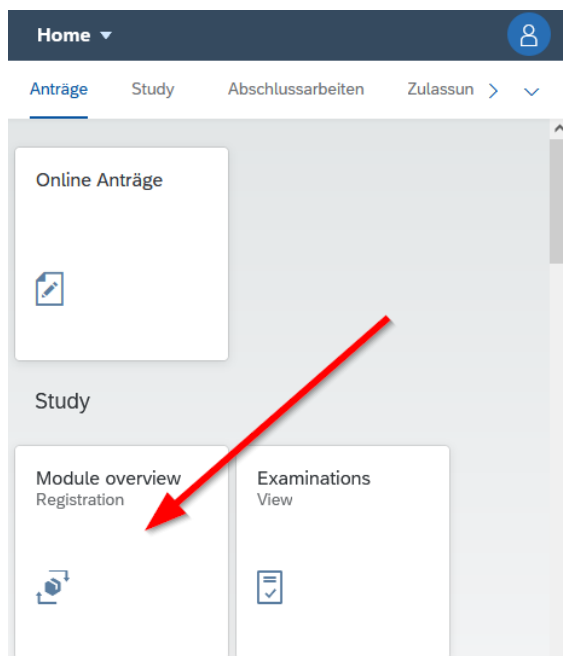 Home
Anträge Study Abschlussarbeiten Zulassun
Online Anträge
Study
Module overview
Registration
Examinations
View